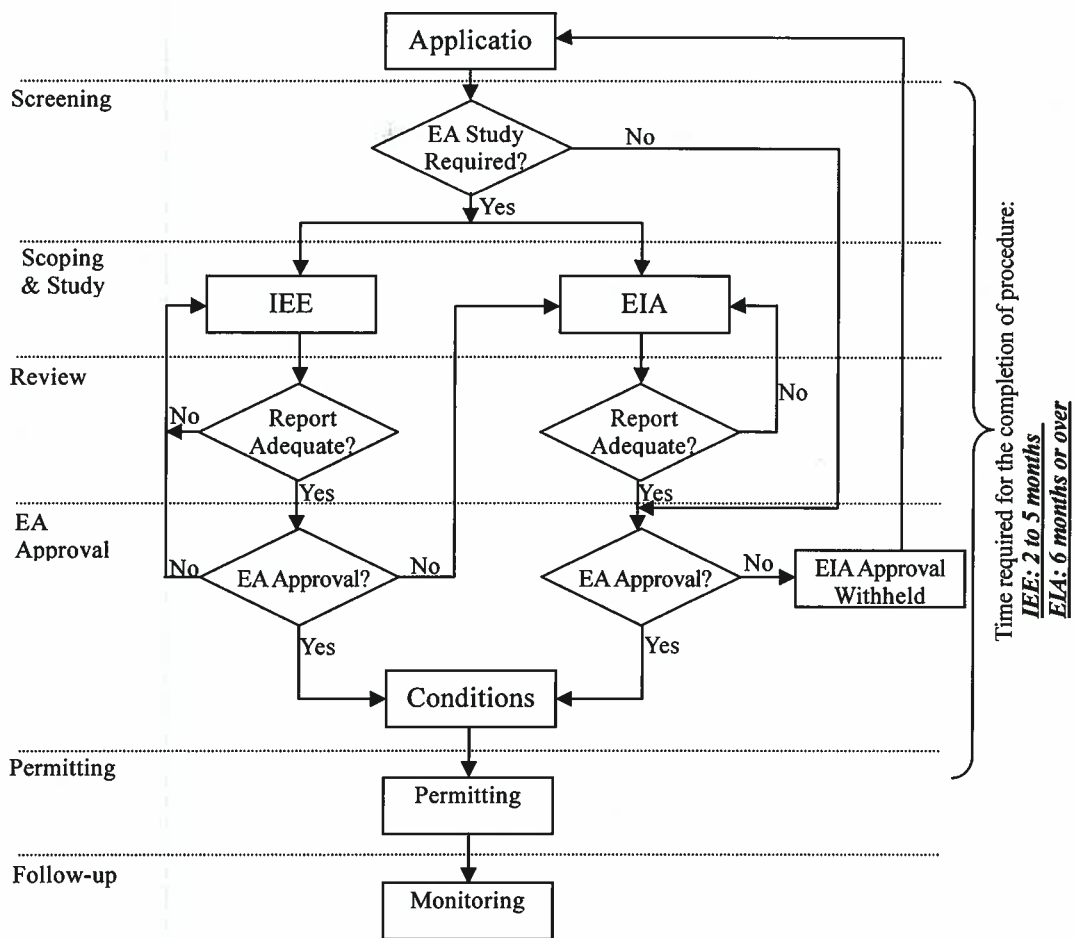 Applicatio
Screening
EA Study
Required?
No
Yes
Scoping
& Study
IEE
EIA
Review
No
Report
Adequate?
Report
Adequate?
No
Yes
Yes
EA
Approval
No
EA Approval?
No
EA Approval?
No
EIA Approval
Withheld
Yes
Yes
Conditions
Permitting
Permitting
Follow-up
Monitoring
Time required for the completion of procedure:
IEE: 2 to 5 months
EIA: 6 months or over